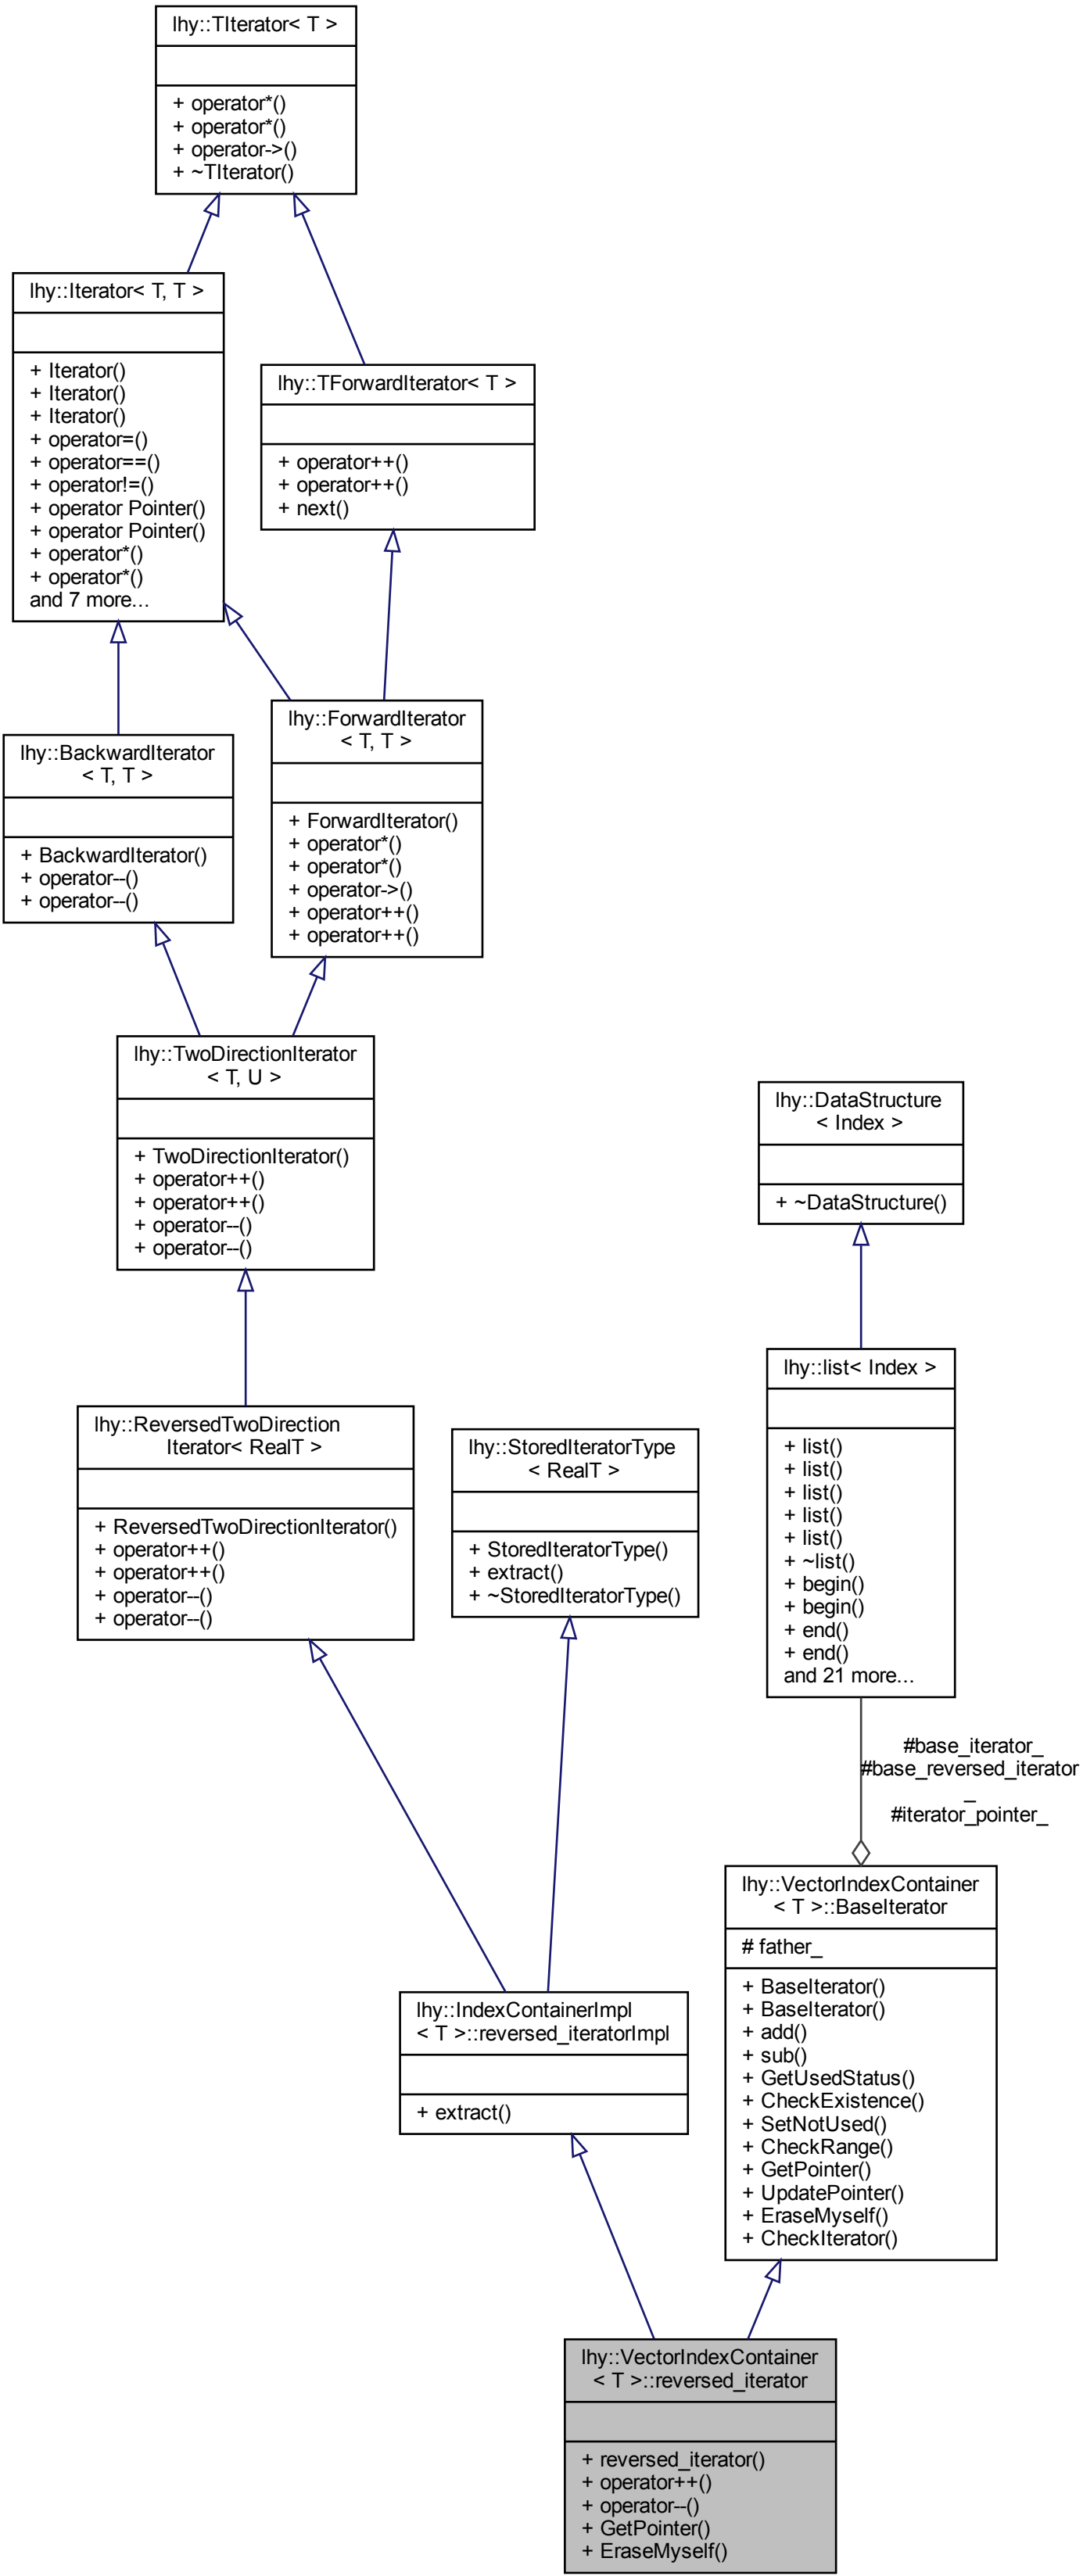 lhy::TIterator< T >
+ operator*()
+ operator*()
+ operator->()
+ ~TIterator()
lhy::Iterator< T, T >
+ Iterator()
+ Iterator()
+ Iterator()
+ operator=()
+ operator==()
+ operator!=()
+ operator Pointer()
+ operator Pointer()
+ operator*()
+ operator*()
and 7 more...
lhy::TForwardIterator< T >
+ operator++()
+ operator++()
+ next()
lhy::BackwardIterator
< T, T >
+ BackwardIterator()
+ operator--()
+ operator--()
lhy::ForwardIterator
< T, T >
+ ForwardIterator()
+ operator*()
+ operator*()
+ operator->()
+ operator++()
+ operator++()
lhy::TwoDirectionIterator
< T, U >
+ TwoDirectionIterator()
+ operator++()
+ operator++()
+ operator--()
+ operator--()
lhy::DataStructure
< Index >
+ ~DataStructure()
lhy::list< Index >
+ list()
+ list()
+ list()
+ list()
+ list()
+ ~list()
+ begin()
+ begin()
+ end()
+ end()
and 21 more...
lhy::ReversedTwoDirection
Iterator< RealT >
+ ReversedTwoDirectionIterator()
+ operator++()
+ operator++()
+ operator--()
+ operator--()
lhy::StoredIteratorType
< RealT >
+ StoredIteratorType()
+ extract()
+ ~StoredIteratorType()
#base_iterator_
#base_reversed_iterator
_
#iterator_pointer_
lhy::VectorIndexContainer
< T >::BaseIterator
# father_
+ BaseIterator()
+ BaseIterator()
+ add()
+ sub()
+ GetUsedStatus()
+ CheckExistence()
+ SetNotUsed()
+ CheckRange()
+ GetPointer()
+ UpdatePointer()
+ EraseMyself()
+ CheckIterator()
lhy::IndexContainerImpl
< T >::reversed_iteratorImpl
+ extract()
lhy::VectorIndexContainer
< T >::reversed_iterator
+ reversed_iterator()
+ operator++()
+ operator--()
+ GetPointer()
+ EraseMyself()